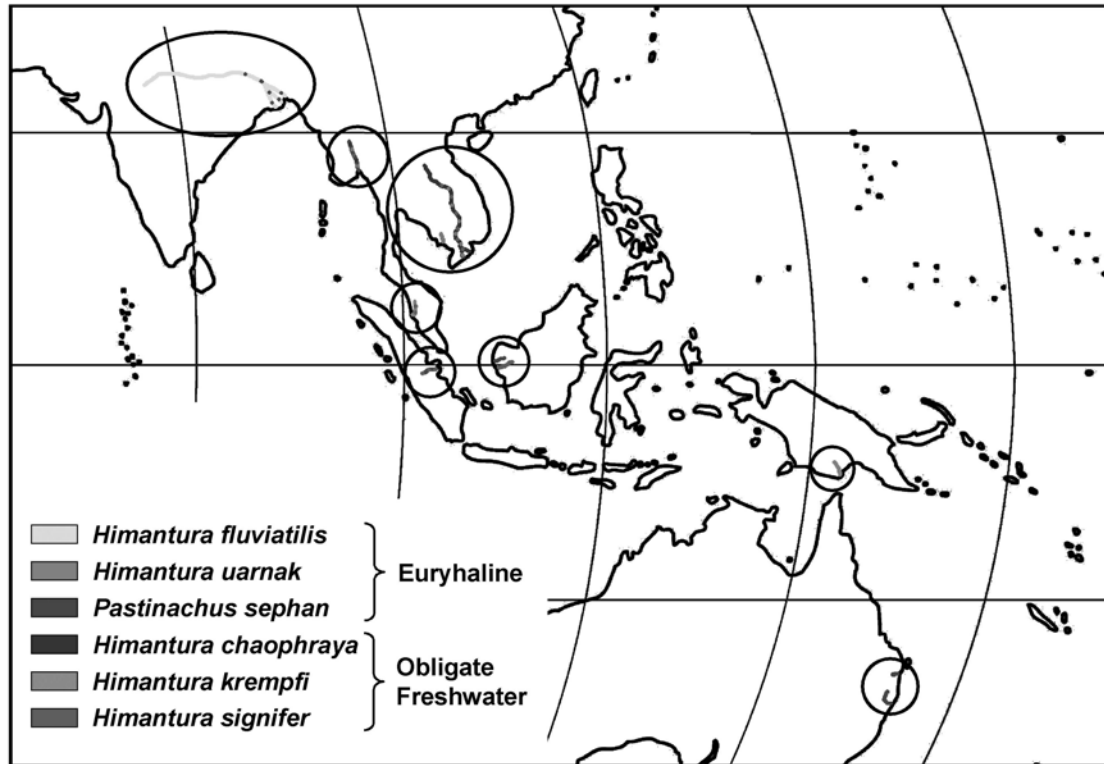 Himantura fluviatilis
Himantura uarnak
Pastinachus sephan
Euryhaline
Himantura chaophraya
Himantura krempfi
Himantura signifer
Obligate
Freshwater